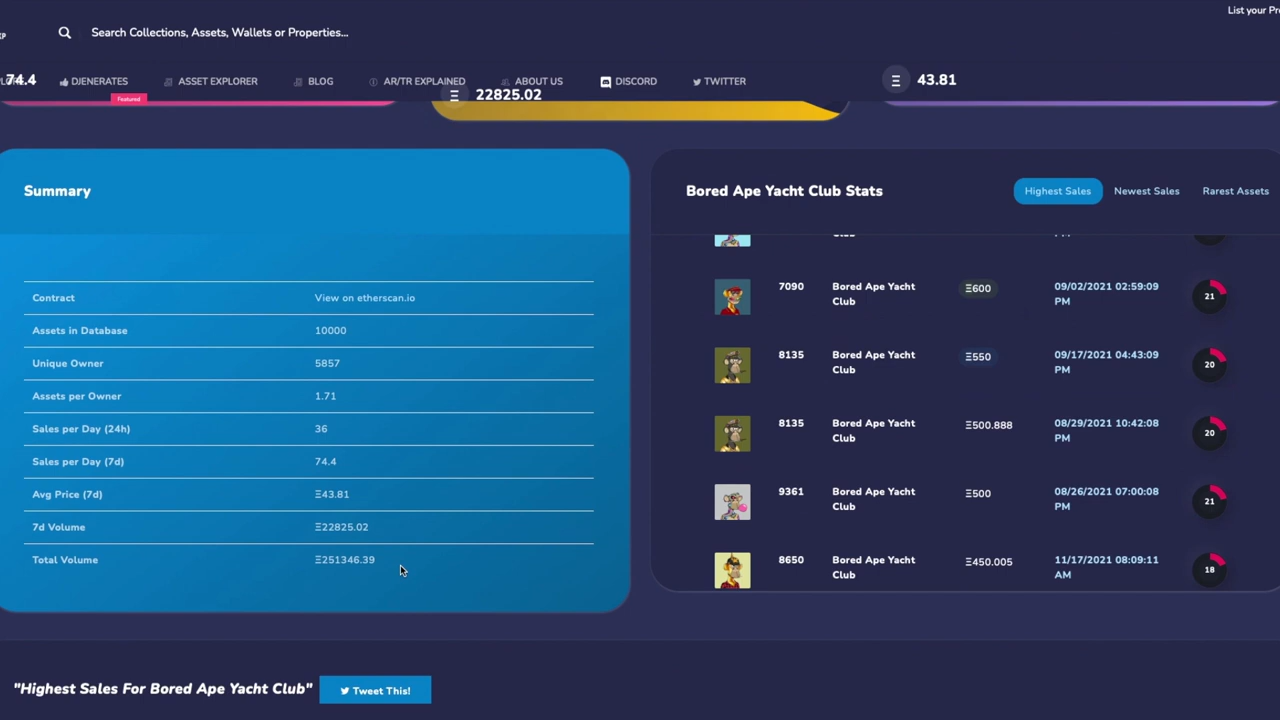 List your Pr
Search Collections, Assets, Wallets or Properties...
74.4
DJENERATES
ASSET EXPLORER
BLOG
AR/TR EXPLAINED
ABOUT US
DISCORD
TWITTER
Ξ 43.81
Featured
Ξ 22825.02
Summary
Contract View on etherscan.io
Assets in Database 10000
Unique Owner 5857
Assets per Owner 1.71
Sales per Day (24h) 36
Sales per Day (7d) 74.4
Avg Price (7d) Ξ43.81
7d Volume Ξ22825.02
Total Volume Ξ251346.39
Bored Ape Yacht Club Stats
Highest Sales
Newest Sales
Rarest Assets
7090 Bored Ape Yacht Ξ600 09/02/2021 02:59:09 21
Club PM
8135 Bored Ape Yacht Ξ550 09/17/2021 04:43:09 20
Club PM
8135 Bored Ape Yacht Ξ500.888 08/29/2021 10:42:08 20
Club PM
9361 Bored Ape Yacht Ξ500 08/26/2021 07:00:08 21
Club PM
8650 Bored Ape Yacht Ξ450.005 11/17/2021 08:09:11 18
Club AM
"Highest Sales For Bored Ape Yacht Club"
Tweet This!